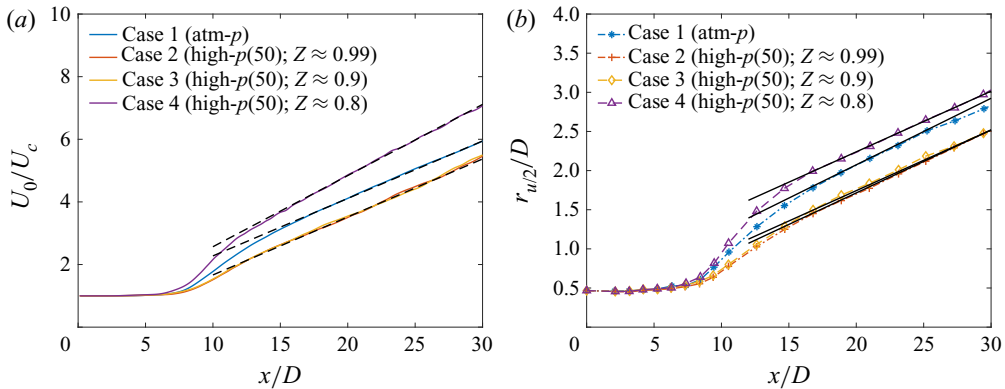 (a)
10
8
6
4
2
U₀/U_c
0 5 10 15 20 25 30
x/D
Case 1 (atm-p)
Case 2 (high-p(50); Z ≈ 0.99)
Case 3 (high-p(50); Z ≈ 0.9)
Case 4 (high-p(50); Z ≈ 0.8)
(b)
4.0
3.5
3.0
2.5
2.0
1.5
1.0
0.5
r_{u/2}/D
0 5 10 15 20 25 30
x/D
Case 1 (atm-p)
Case 2 (high-p(50); Z ≈ 0.99)
Case 3 (high-p(50); Z ≈ 0.9)
Case 4 (high-p(50); Z ≈ 0.8)